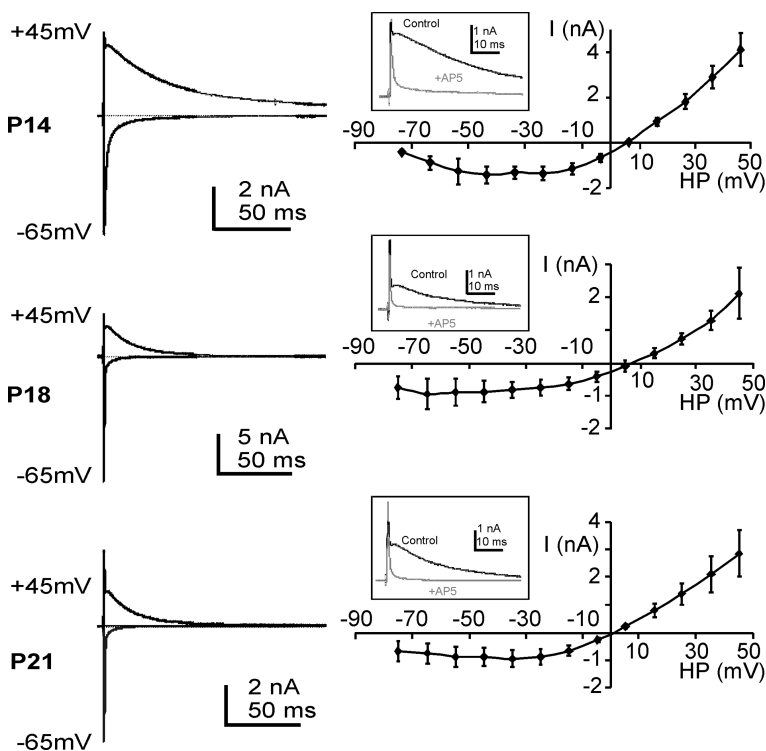 +45mV
P14
-65mV
2 nA
50 ms
Control
+AP5
1 nA
10 ms
I (nA)
4
2
-2
-90 -70 -50 -30 -10 10 30 50
HP (mV)
+45mV
P18
-65mV
5 nA
50 ms
Control
+AP5
1 nA
10 ms
I (nA)
2
-1
-2
-90 -70 -50 -30 -10 10 30 50
HP (mV)
+45mV
P21
-65mV
2 nA
50 ms
Control
+AP5
1 nA
10 ms
I (nA)
4
2
-1
-2
-90 -70 -50 -30 -10 10 30 50
HP (mV)